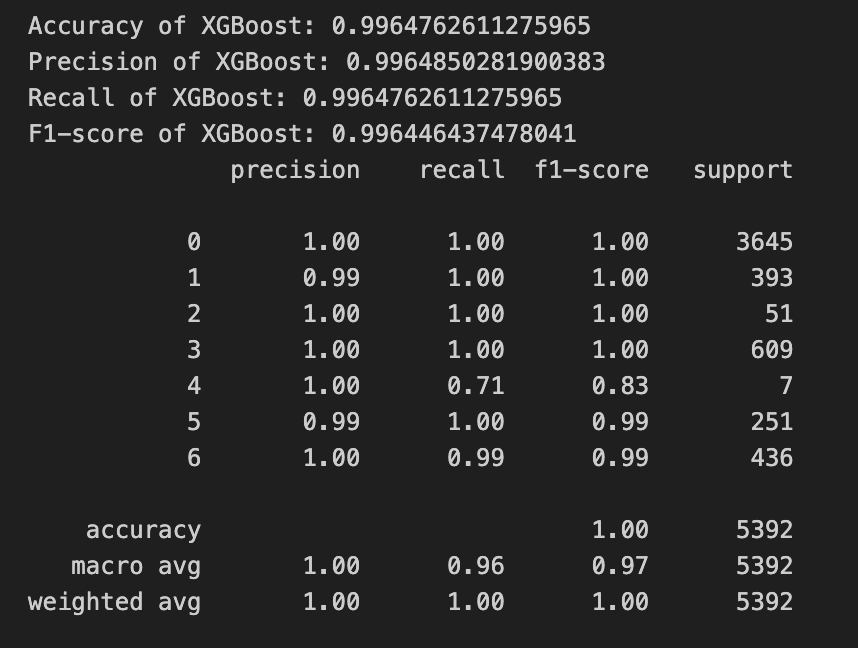 Accuracy of XGBoost: 0.9964762611275965
Precision of XGBoost: 0.9964850281900383
Recall of XGBoost: 0.9964762611275965
F1-score of XGBoost: 0.996446437478041
precision recall f1-score support
0 1.00 1.00 1.00 3645
1 0.99 1.00 1.00 393
2 1.00 1.00 1.00 51
3 1.00 1.00 1.00 609
4 1.00 0.71 0.83 7
5 0.99 1.00 0.99 251
6 1.00 0.99 0.99 436
accuracy 1.00 5392
macro avg 1.00 0.96 0.97 5392
weighted avg 1.00 1.00 1.00 5392